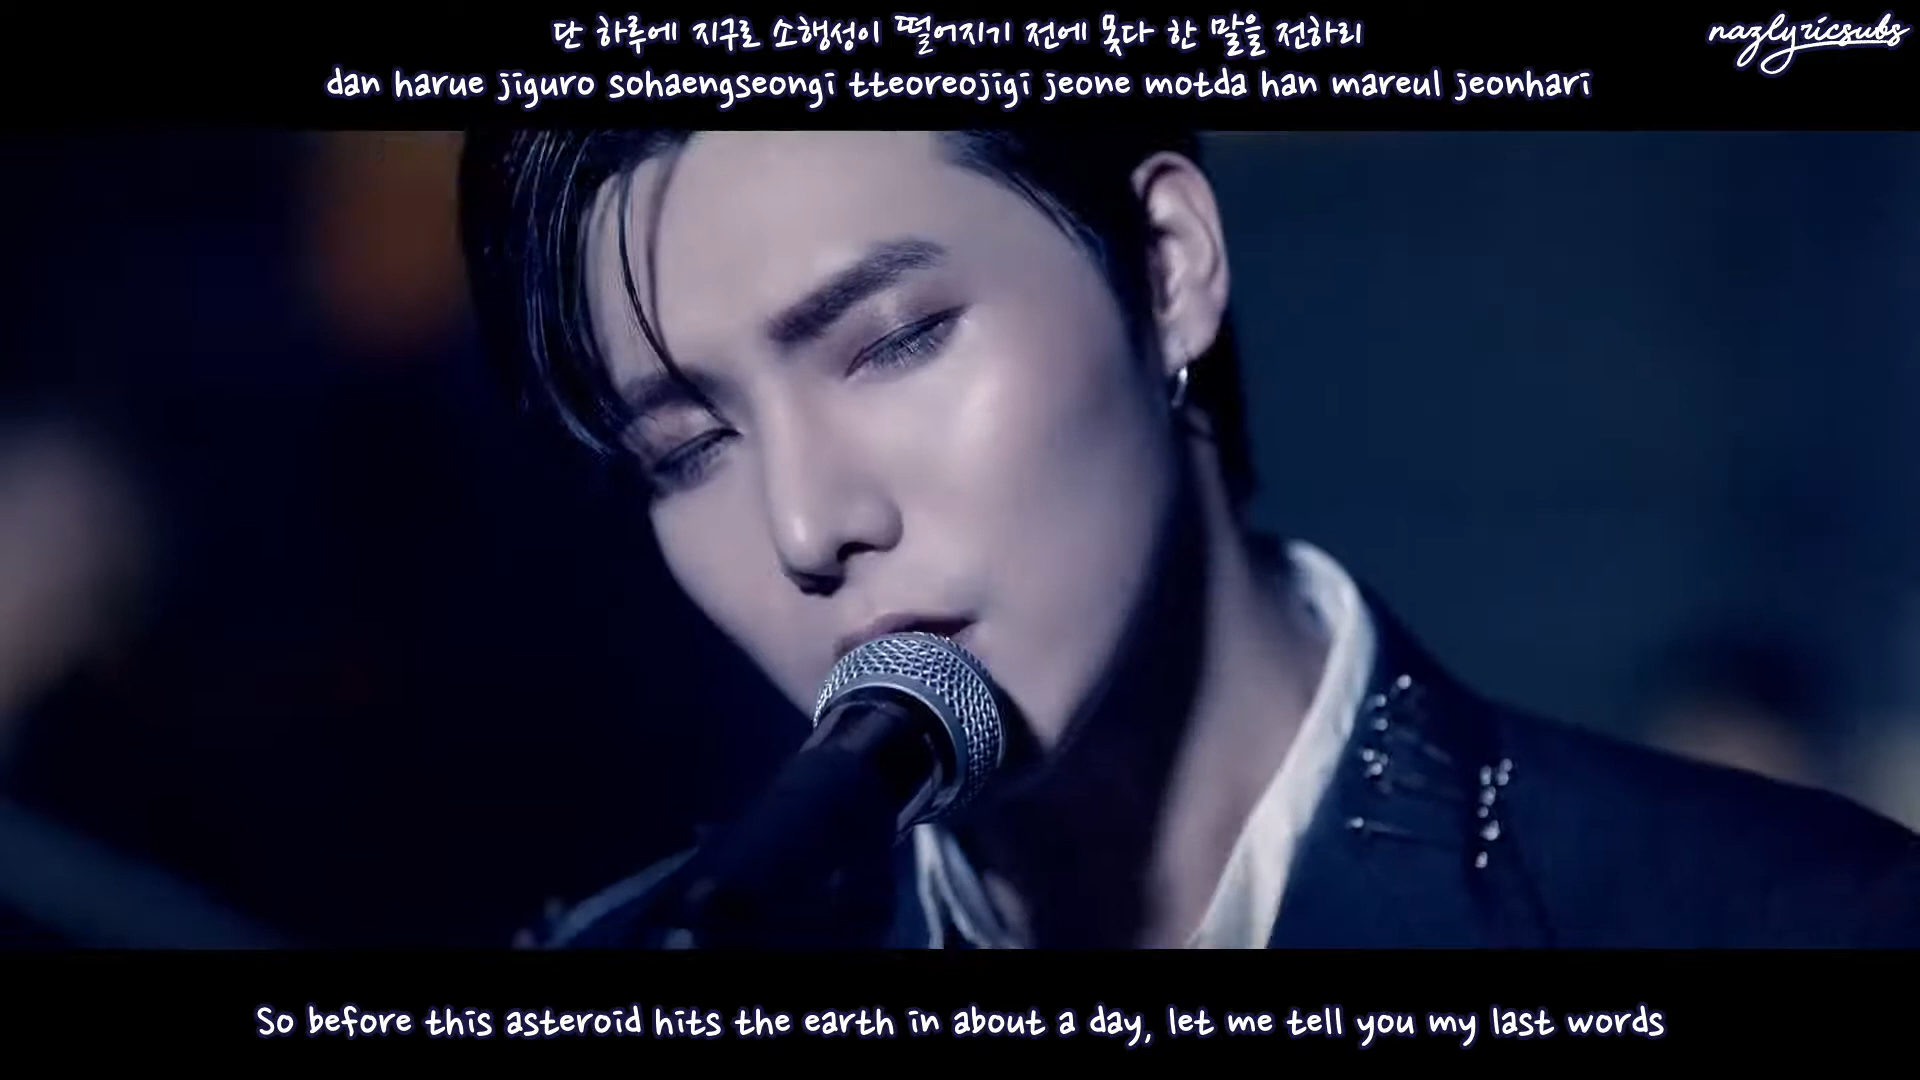 단 하루에 지구로 소행성이 떨어지기 전에 못다 한 말을 전하리
nazlyricsubs
dan harue jiguro sohaengseongi tteoreojigi jeone motda han mareul jeonhari
So before this asteroid hits the earth in about a day, let me tell you my last words